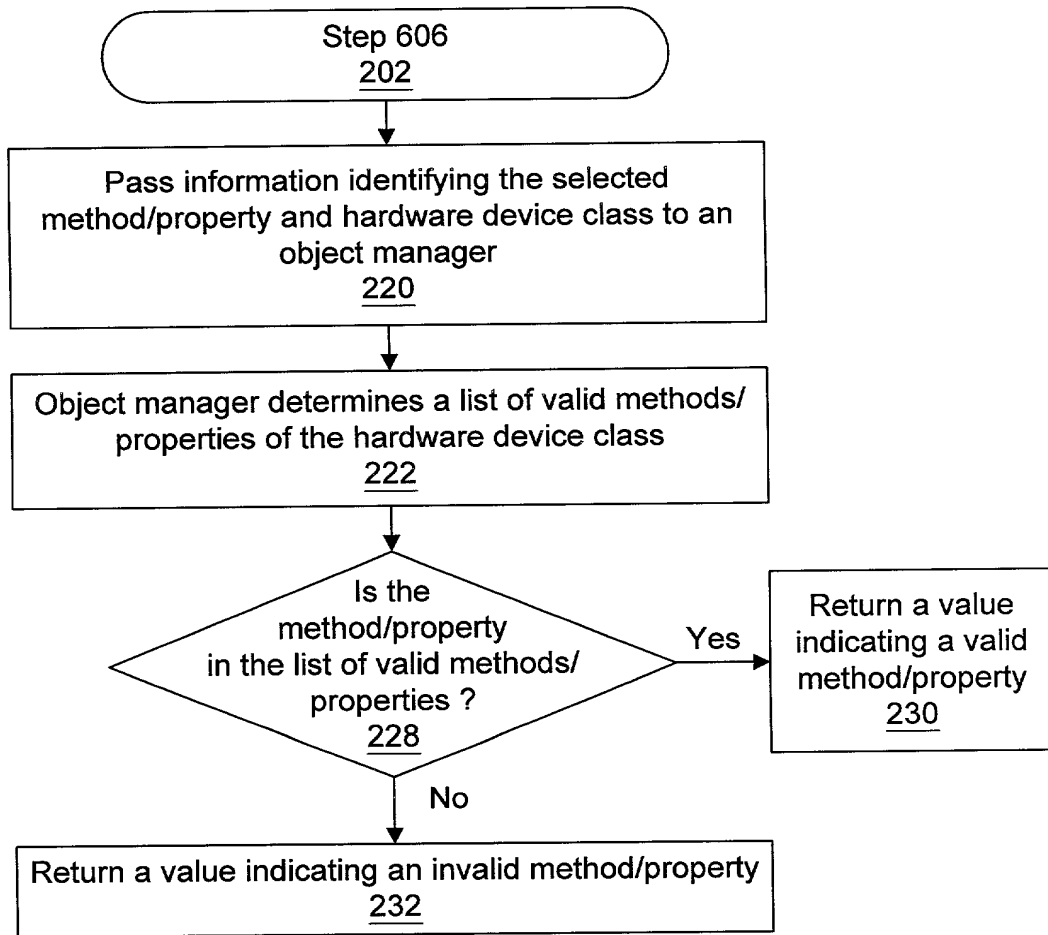 Step 606
202
Pass information identifying the selected
method/property and hardware device class to an
object manager
220
Object manager determines a list of valid methods/
properties of the hardware device class
222
Is the
method/property
in the list of valid methods/
properties ?
228
Yes
Return a value
indicating a valid
method/property
230
No
Return a value indicating an invalid method/property
232